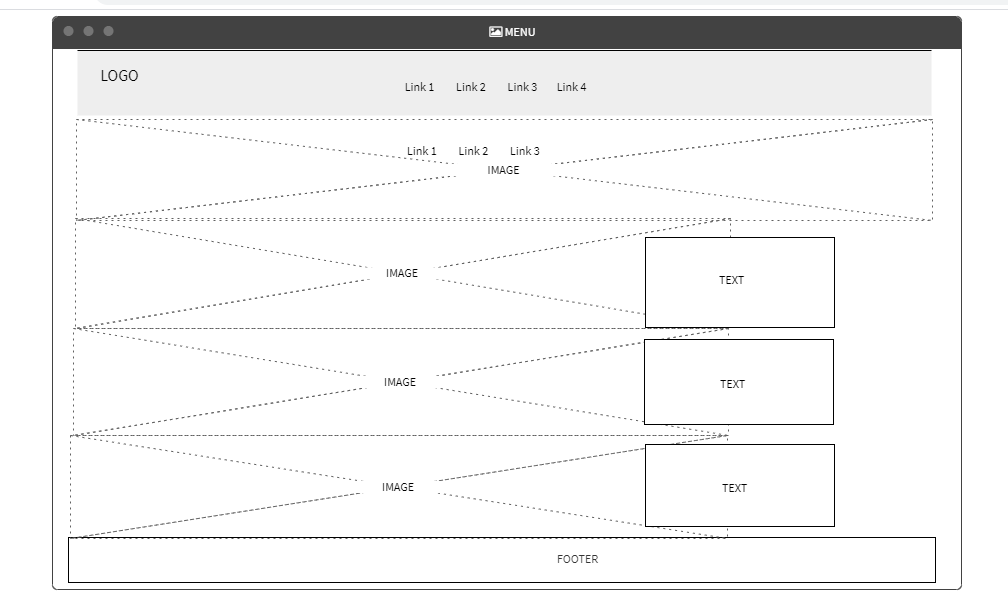 MENU
LOGO
Link 1 Link 2 Link 3 Link 4
Link 1 Link 2 Link 3
IMAGE
IMAGE
TEXT
IMAGE
TEXT
IMAGE
TEXT
FOOTER